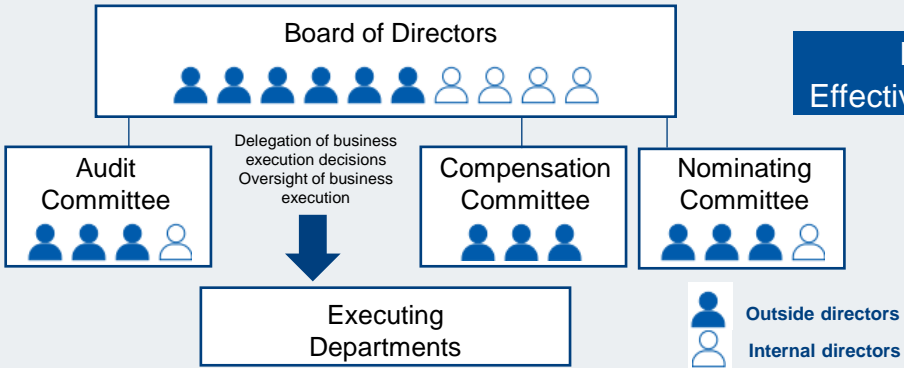 Board of Directors
Effectiv
Audit
Committee
Delegation of business
execution decisions
Oversight of business
execution
Compensation
Committee
Nominating
Committee
Executing
Departments
Outside directors
Internal directors